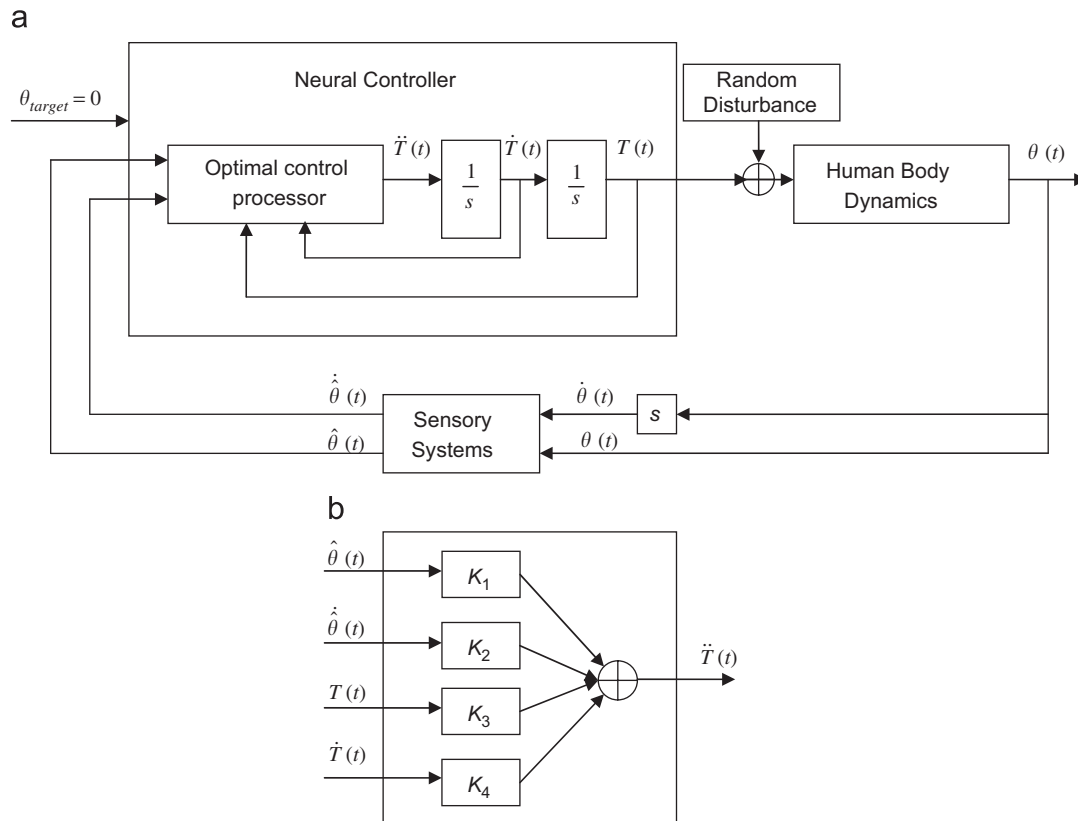 a
Neural Controller
θ_target = 0
Random
Disturbance
T̈ (t)
Ṫ (t)
T (t)
θ (t)
Optimal control
processor
1/s
1/s
Human Body
Dynamics
θ̂̇ (t)
θ̇ (t)
s
Sensory
Systems
θ̂ (t)
θ (t)
b
θ̂ (t)
K₁
θ̂̇ (t)
K₂
T̈ (t)
T (t)
K₃
Ṫ (t)
K₄